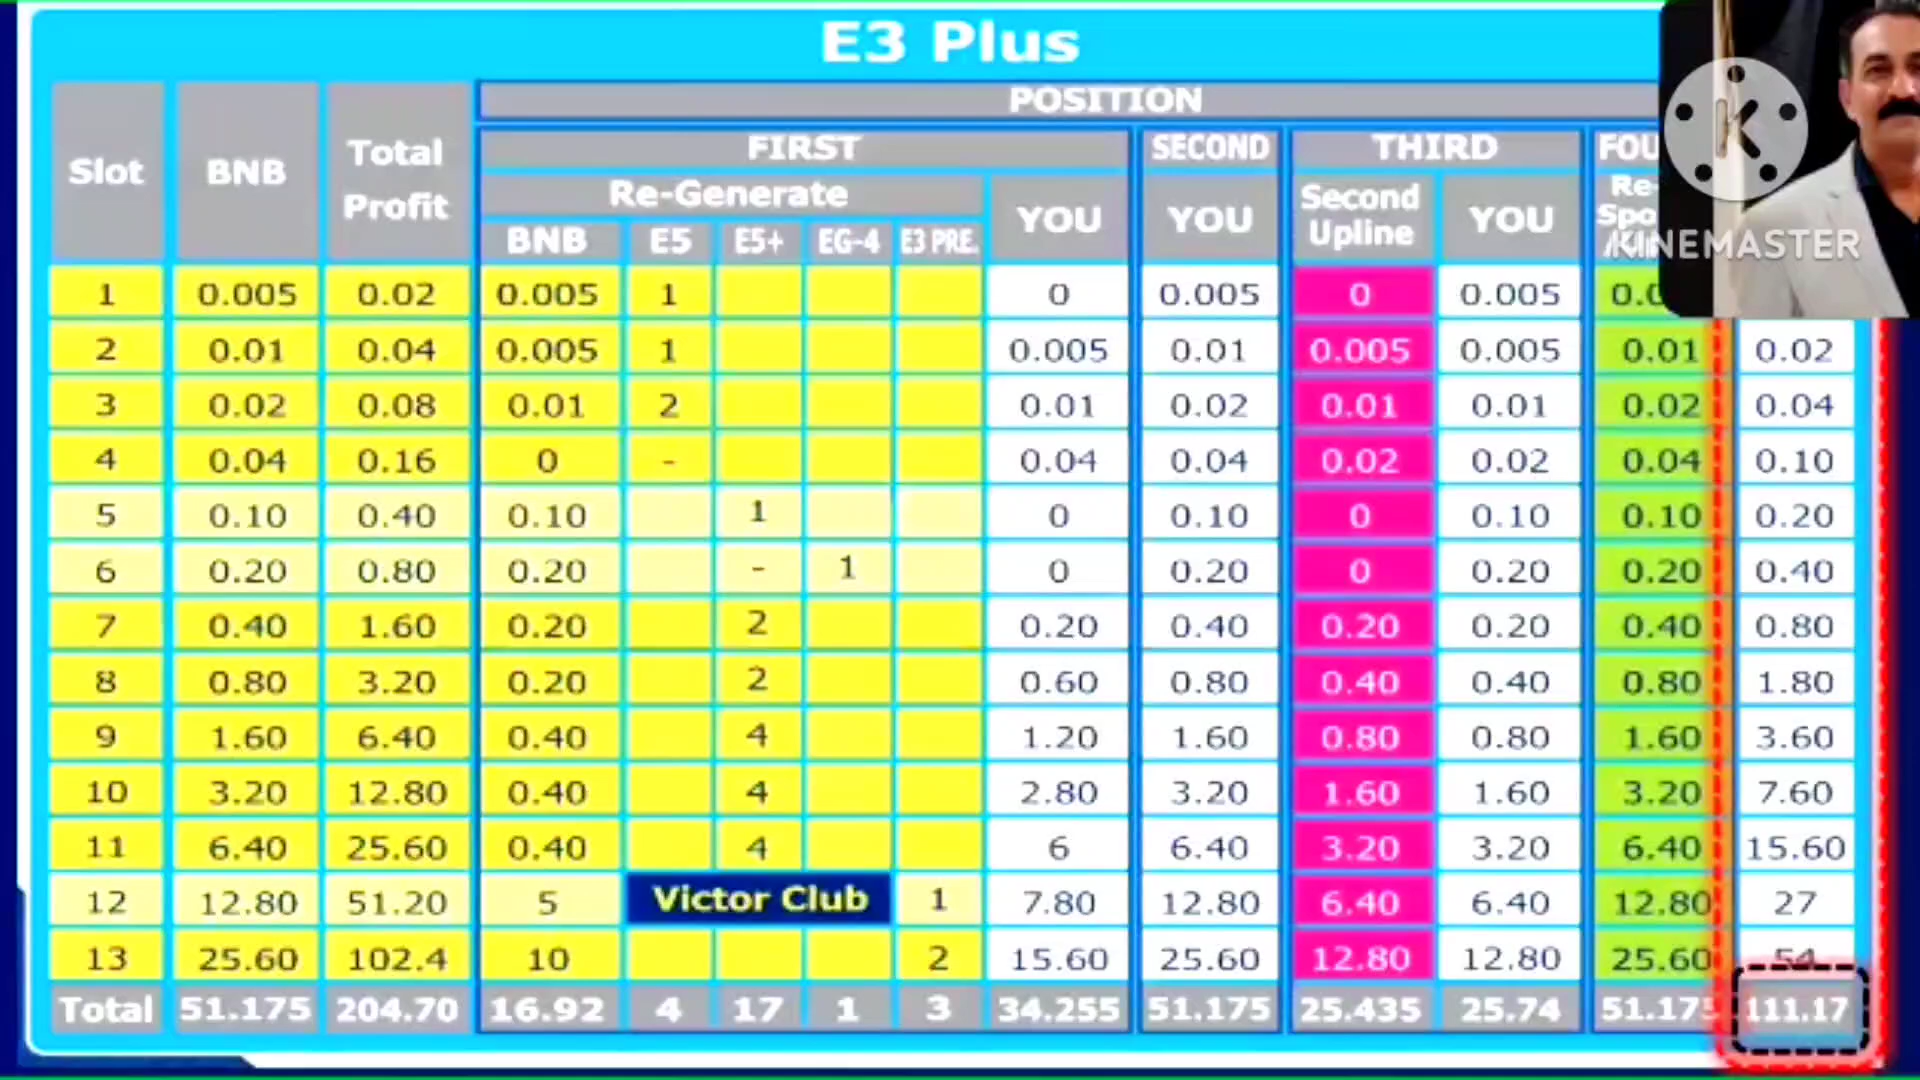 E3 Plus
POSITION
FIRST SECOND THIRD
Slot BNB Total Profit Re-Generate YOU YOU Second Upline YOU
BNB E5 E5+ EG-4 E3 PRE.
KINEMASTER
1 0.005 0.02 0.005 1 0 0.005 0 0.005
2 0.01 0.04 0.005 1 0.005 0.01 0.005 0.005 0.01 0.02
3 0.02 0.08 0.01 2 0.01 0.02 0.01 0.01 0.02 0.04
4 0.04 0.16 0 - 0.04 0.04 0.02 0.02 0.04 0.10
5 0.10 0.40 0.10 1 0 0.10 0 0.10 0.10 0.20
6 0.20 0.80 0.20 - 1 0 0.20 0 0.20 0.20 0.40
7 0.40 1.60 0.20 2 0.20 0.40 0.20 0.20 0.40 0.80
8 0.80 3.20 0.20 2 0.60 0.80 0.40 0.40 0.80 1.80
9 1.60 6.40 0.40 4 1.20 1.60 0.80 0.80 1.60 3.60
10 3.20 12.80 0.40 4 2.80 3.20 1.60 1.60 3.20 7.60
11 6.40 25.60 0.40 4 6 6.40 3.20 3.20 6.40 15.60
12 12.80 51.20 5 Victor Club 1 7.80 12.80 6.40 6.40 12.80 27
13 25.60 102.4 10 2 15.60 25.60 12.80 12.80 25.60 54
Total 51.175 204.70 16.92 4 17 1 3 34.255 51.175 25.435 25.74 51.175 111.17